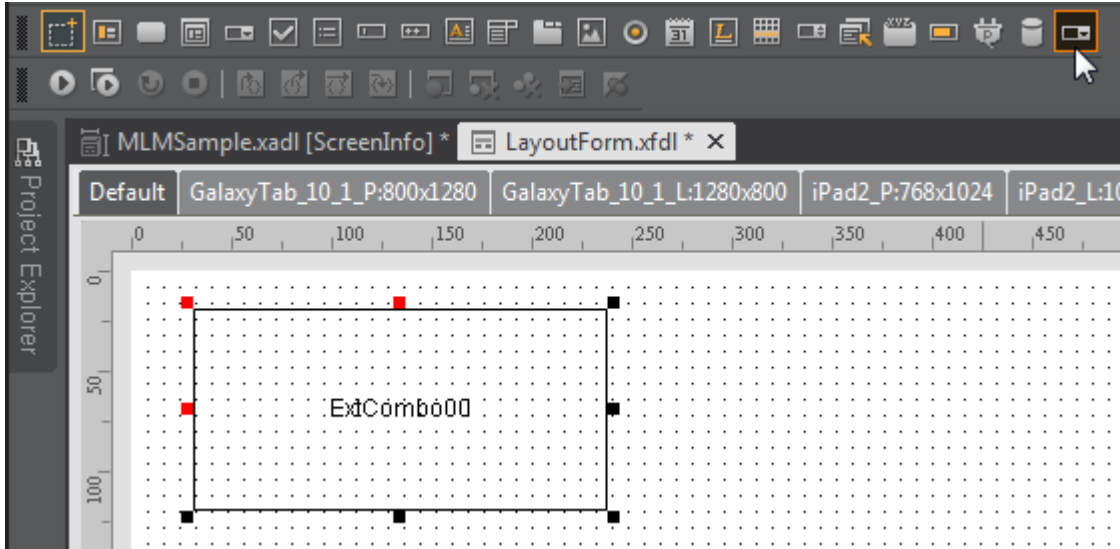 MLMSample.xadl [ScreenInfo] *
LayoutForm.xfdl *
Project Explorer
Default
GalaxyTab_10_1_P:800x1280
GalaxyTab_10_1_L:1280x800
iPad2_P:768x1024
iPad2_L:10
0 50 100 150 200 250 300 350 400 450
0
50
100
ExtCombo00